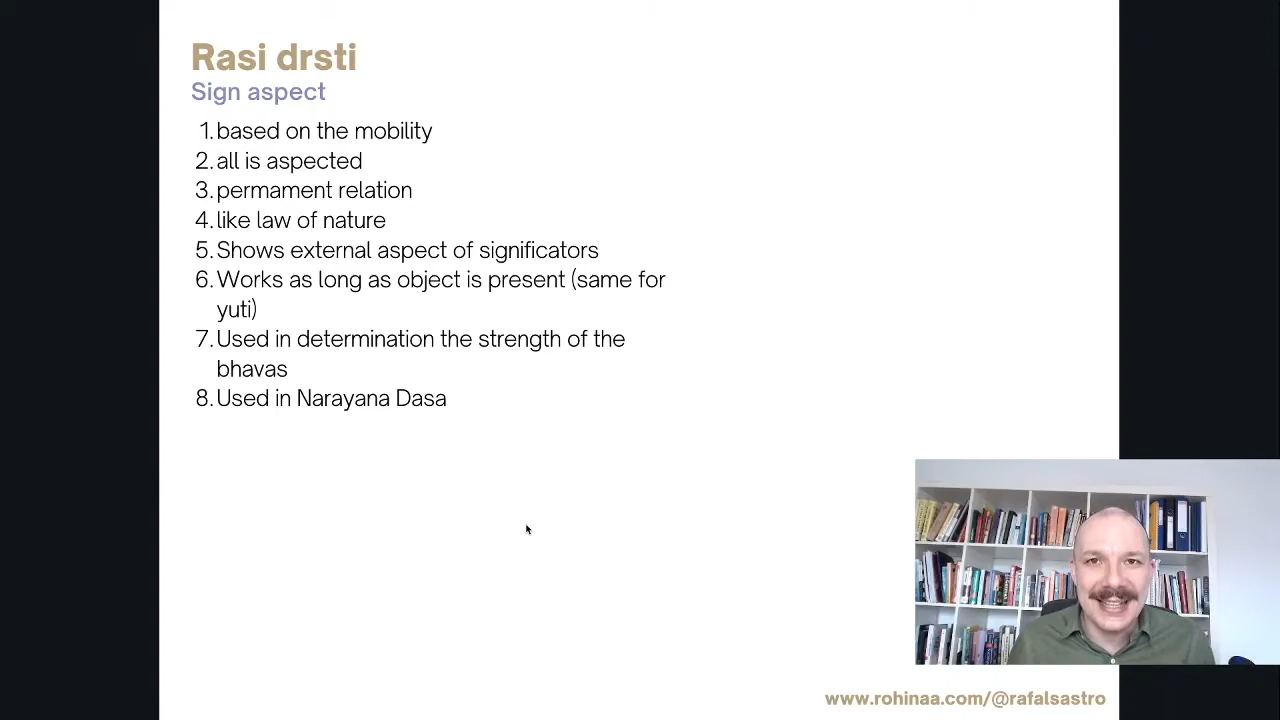 Rasi drsti
Sign aspect
1. based on the mobility
2. all is aspected
3. permament relation
4. like law of nature
5. Shows external aspect of significators
6. Works as long as object is present (same for
yuti)
7. Used in determination the strength of the
bhavas
8. Used in Narayana Dasa
www.rohinaa.com/@rafalsastro